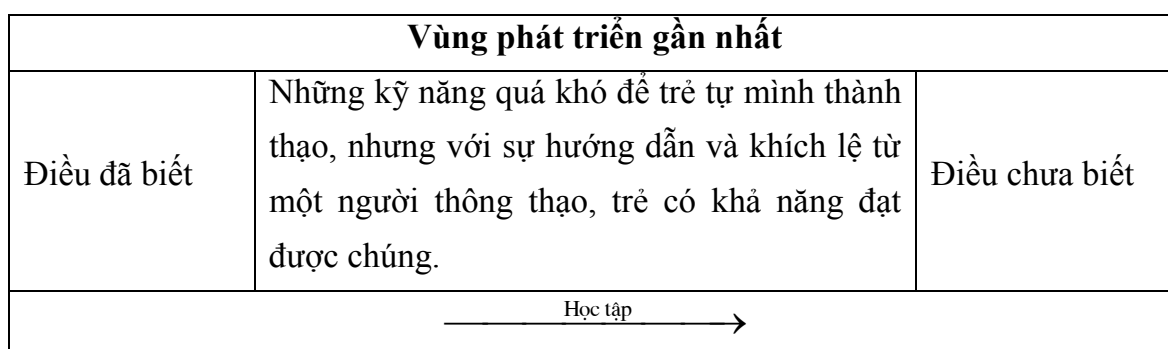 Vùng phát triển gần nhất
Điều đã biết
Những kỹ năng quá khó để trẻ tự mình thành
thạo, nhưng với sự hướng dẫn và khích lệ từ
một người thông thạo, trẻ có khả năng đạt
được chúng.
Điều chưa biết
Học tập